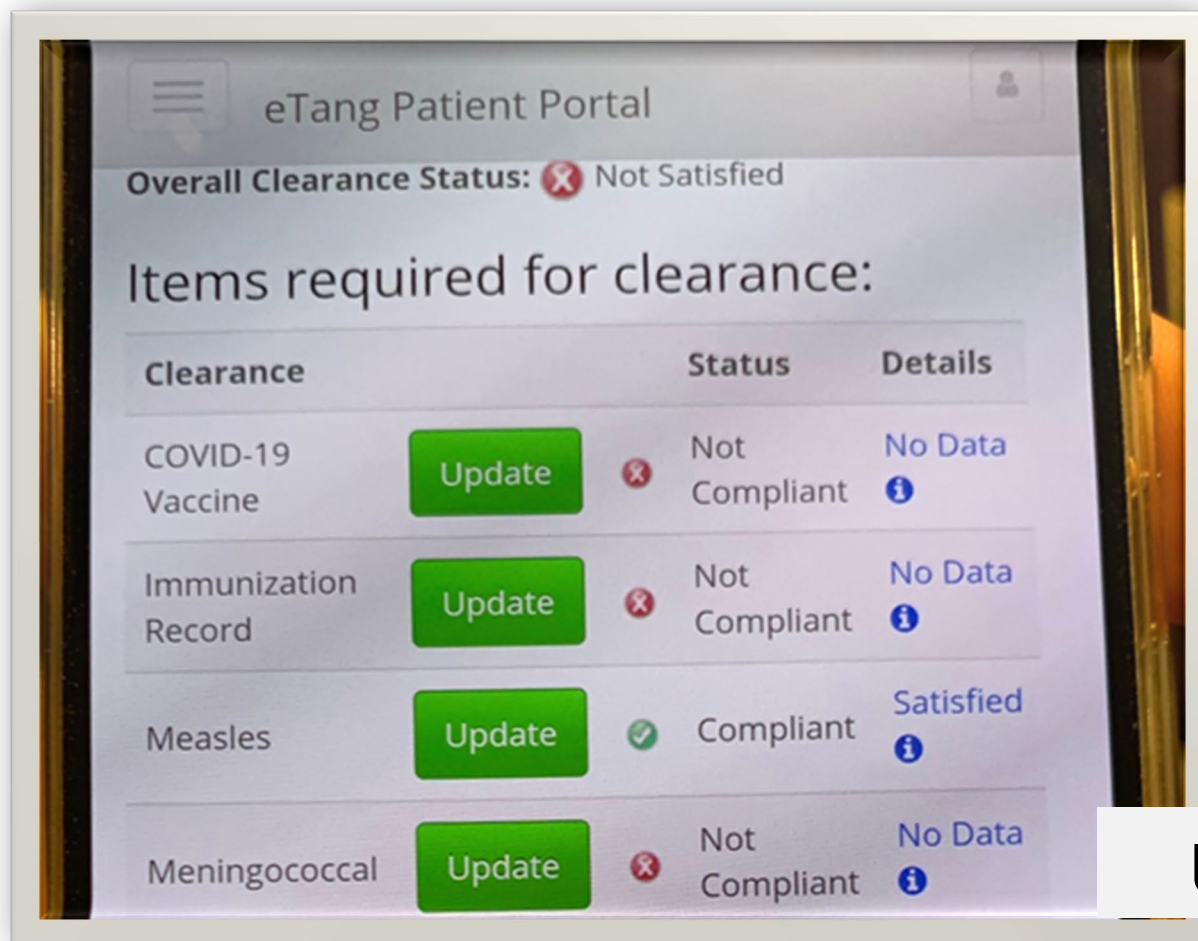 eTang Patient Portal
Overall Clearance Status: Not Satisfied
Items required for clearance:
Clearance Status Details
COVID-19 Vaccine Update Not Compliant No Data
Immunization Record Update Not Compliant No Data
Measles Update Compliant Satisfied
Meningococcal Update Not Compliant No Data